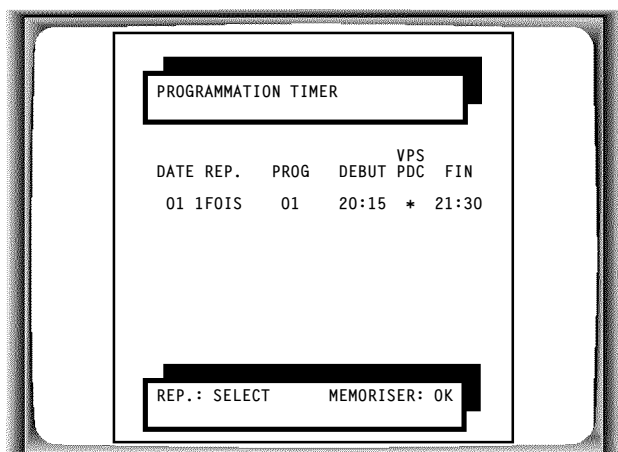 PROGRAMMATION TIMER
VPS
DATE REP. PROG DEBUT PDC FIN
01 1FOIS 01 20:15 * 21:30
REP.: SELECT MEMORISER: OK